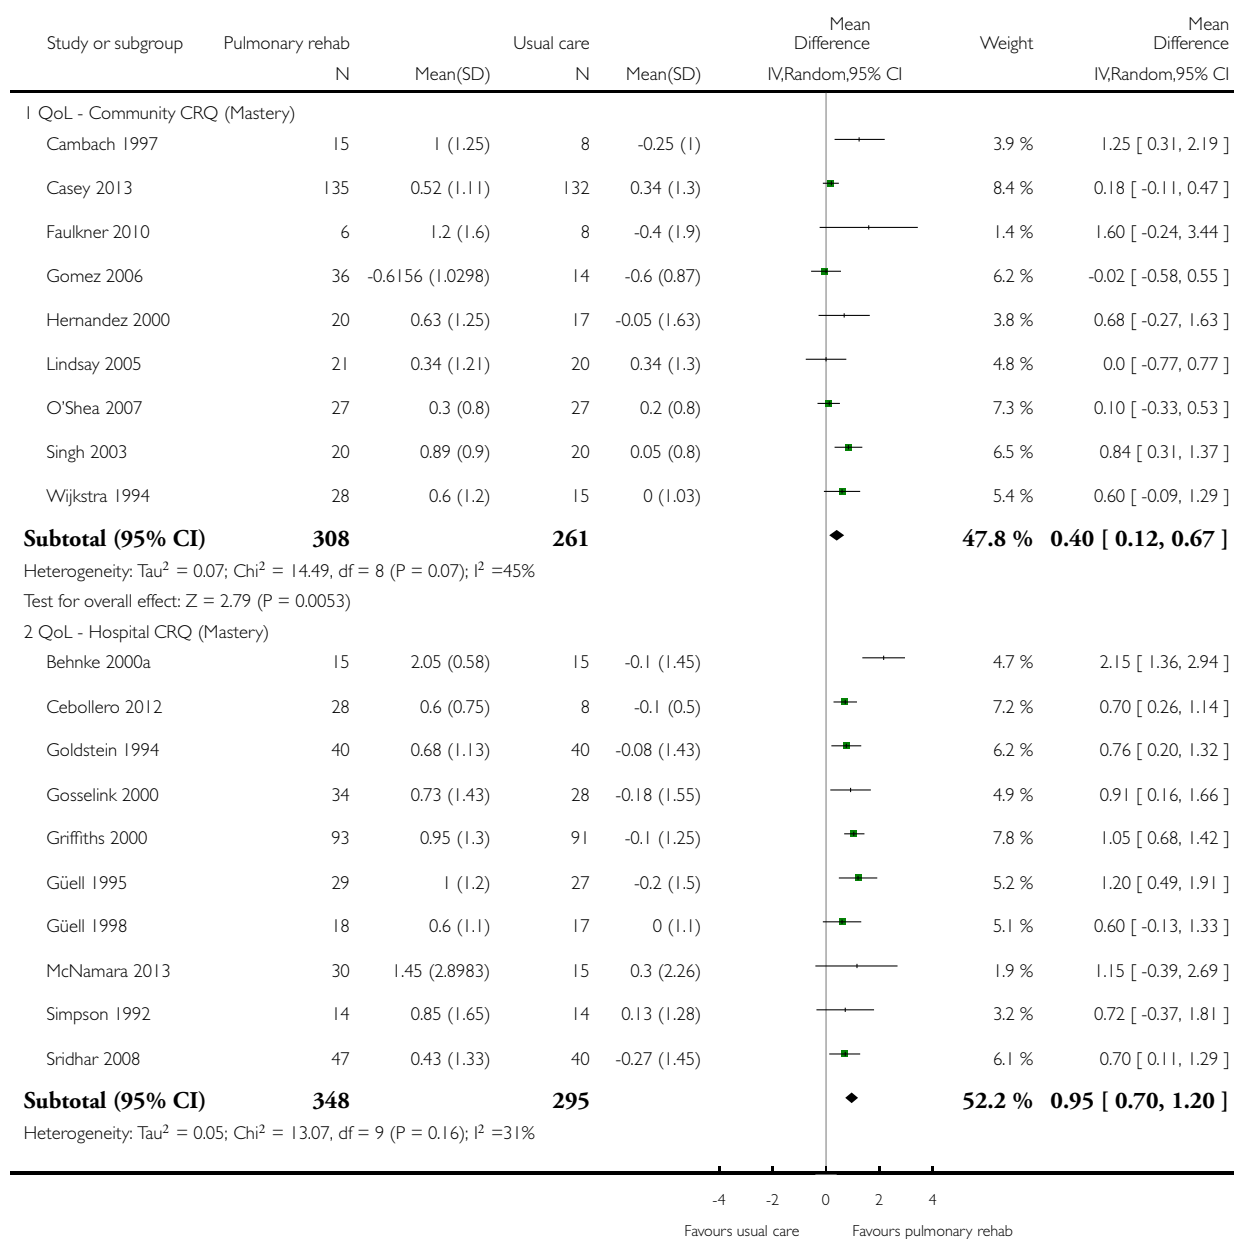 Mean Mean
Study or subgroup Pulmonary rehab Usual care Difference Weight Difference
N Mean(SD) N Mean(SD) IV,Random,95% CI IV,Random,95% CI
1 QoL - Community CRQ (Mastery)
Cambach 1997 15 1 (1.25) 8 -0.25 (1) 3.9 % 1.25 [ 0.31, 2.19 ]
Casey 2013 135 0.52 (1.11) 132 0.34 (1.3) 8.4 % 0.18 [ -0.11, 0.47 ]
Faulkner 2010 6 1.2 (1.6) 8 -0.4 (1.9) 1.4 % 1.60 [ -0.24, 3.44 ]
Gomez 2006 36 -0.6156 (1.0298) 14 -0.6 (0.87) 6.2 % -0.02 [ -0.58, 0.55 ]
Hernandez 2000 20 0.63 (1.25) 17 -0.05 (1.63) 3.8 % 0.68 [ -0.27, 1.63 ]
Lindsay 2005 21 0.34 (1.21) 20 0.34 (1.3) 4.8 % 0.0 [ -0.77, 0.77 ]
O'Shea 2007 27 0.3 (0.8) 27 0.2 (0.8) 7.3 % 0.10 [ -0.33, 0.53 ]
Singh 2003 20 0.89 (0.9) 20 0.05 (0.8) 6.5 % 0.84 [ 0.31, 1.37 ]
Wijkstra 1994 28 0.6 (1.2) 15 0 (1.03) 5.4 % 0.60 [ -0.09, 1.29 ]
Subtotal (95% CI) 308 261 47.8 % 0.40 [ 0.12, 0.67 ]
Heterogeneity: Tau² = 0.07; Chi² = 14.49, df = 8 (P = 0.07); I² =45%
Test for overall effect: Z = 2.79 (P = 0.0053)
2 QoL - Hospital CRQ (Mastery)
Behnke 2000a 15 2.05 (0.58) 15 -0.1 (1.45) 4.7 % 2.15 [ 1.36, 2.94 ]
Cebollero 2012 28 0.6 (0.75) 8 -0.1 (0.5) 7.2 % 0.70 [ 0.26, 1.14 ]
Goldstein 1994 40 0.68 (1.13) 40 -0.08 (1.43) 6.2 % 0.76 [ 0.20, 1.32 ]
Gosselink 2000 34 0.73 (1.43) 28 -0.18 (1.55) 4.9 % 0.91 [ 0.16, 1.66 ]
Griffiths 2000 93 0.95 (1.3) 91 -0.1 (1.25) 7.8 % 1.05 [ 0.68, 1.42 ]
Güell 1995 29 1 (1.2) 27 -0.2 (1.5) 5.2 % 1.20 [ 0.49, 1.91 ]
Güell 1998 18 0.6 (1.1) 17 0 (1.1) 5.1 % 0.60 [ -0.13, 1.33 ]
McNamara 2013 30 1.45 (2.8983) 15 0.3 (2.26) 1.9 % 1.15 [ -0.39, 2.69 ]
Simpson 1992 14 0.85 (1.65) 14 0.13 (1.28) 3.2 % 0.72 [ -0.37, 1.81 ]
Sridhar 2008 47 0.43 (1.33) 40 -0.27 (1.45) 6.1 % 0.70 [ 0.11, 1.29 ]
Subtotal (95% CI) 348 295 52.2 % 0.95 [ 0.70, 1.20 ]
Heterogeneity: Tau² = 0.05; Chi² = 13.07, df = 9 (P = 0.16); I² =31%
-4 -2 0 2 4
Favours usual care Favours pulmonary rehab